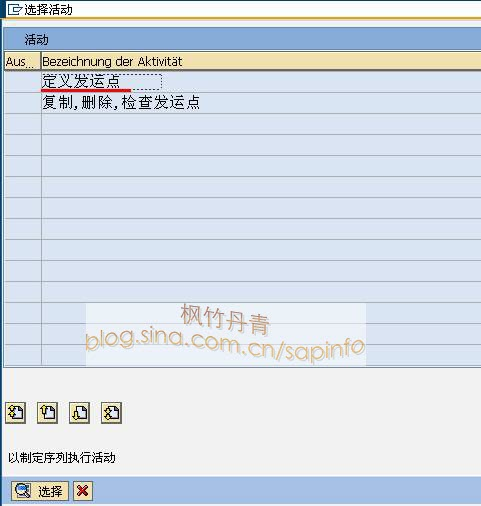 选择活动
活动
Aus... Bezeichnung der Aktivität
定义发运点
复制,删除,检查发运点
枫竹丹青
blog.sina.com.cn/sapinfo
以制定序列执行活动
选择